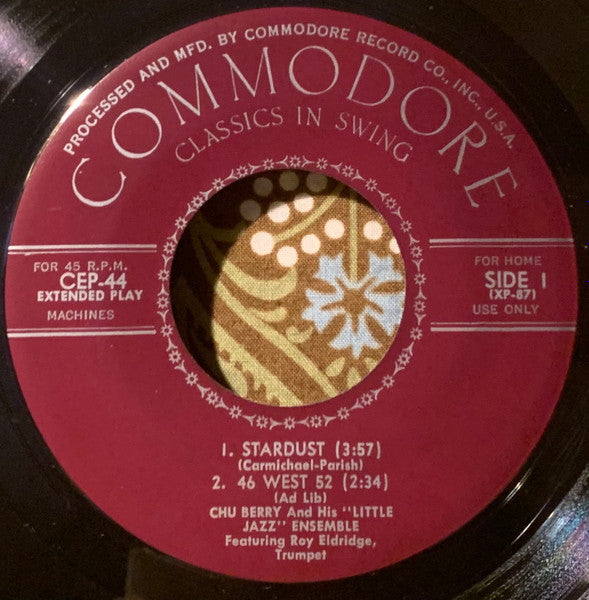 PROCESSED AND MFD. BY COMMODORE RECORD CO., INC., U.S.A.
COMMODORE
CLASSICS IN SWING
FOR 45 R.P.M.
CEP-44
EXTENDED PLAY
MACHINES
FOR HOME
SIDE 1
(XP-87)
USE ONLY
1. STARDUST (3:57)
(Carmichael-Parish)
2. 46 WEST 52 (2:34)
(Ad Lib)
CHU BERRY And His "LITTLE
JAZZ" ENSEMBLE
Featuring Roy Eldridge,
Trumpet